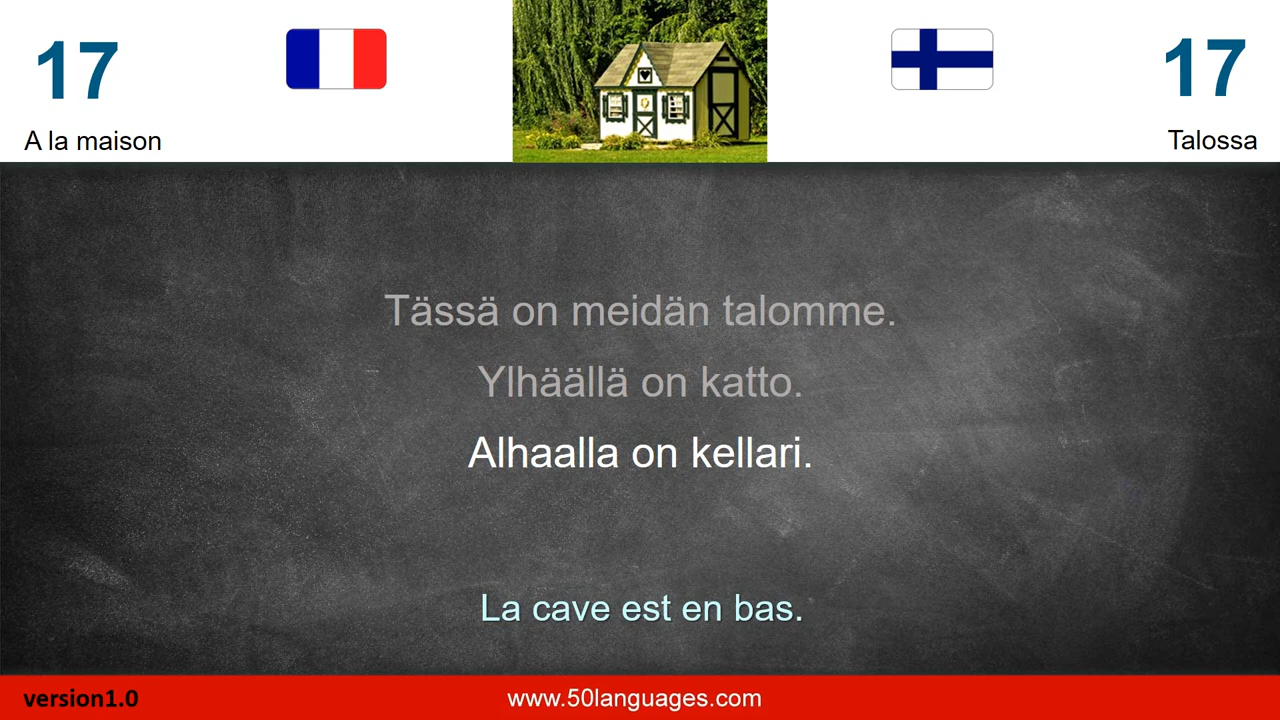 17
17
A la maison
Talossa
Tässä on meidän talomme.
Ylhäällä on katto.
Alhaalla on kellari.
La cave est en bas.
version1.0
www.50languages.com